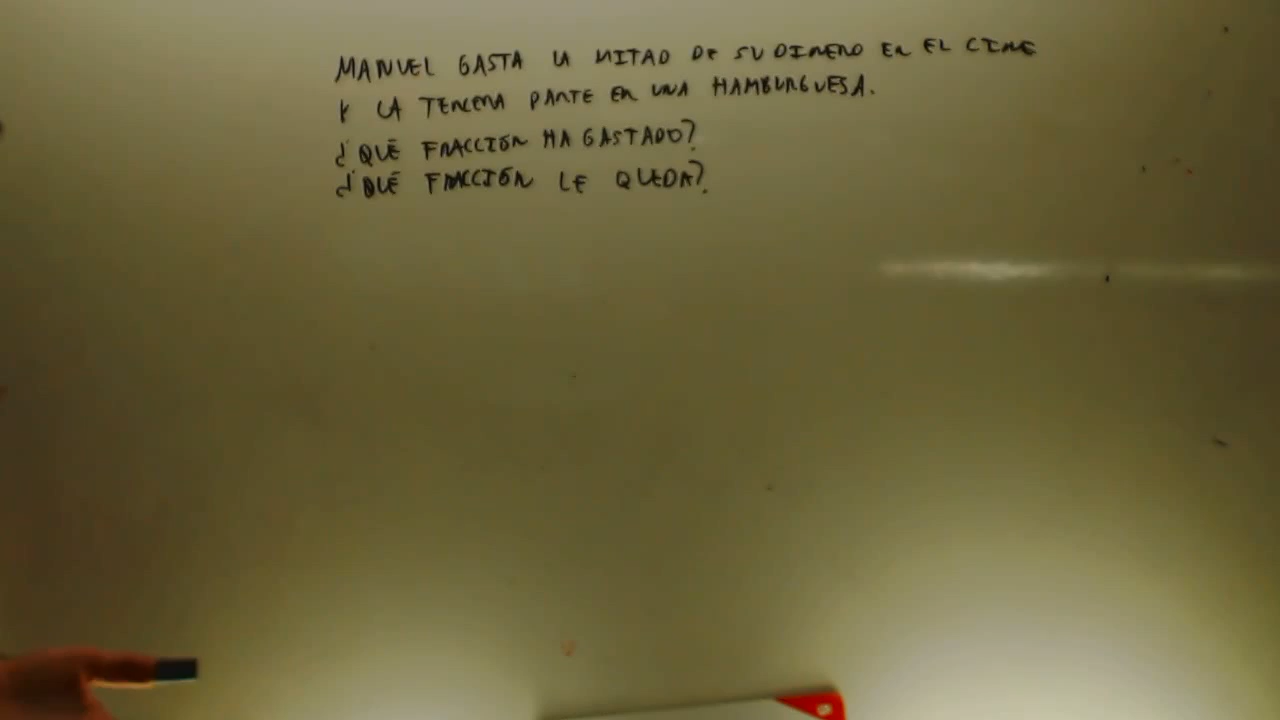 MANUEL GASTA LA MITAD DE SU DINERO EN EL CINE
Y LA TERCERA PARTE EN UNA HAMBURGUESA.
¿QUÉ FRACCIÓN HA GASTADO?
¿QUÉ FRACCIÓN LE QUEDA?